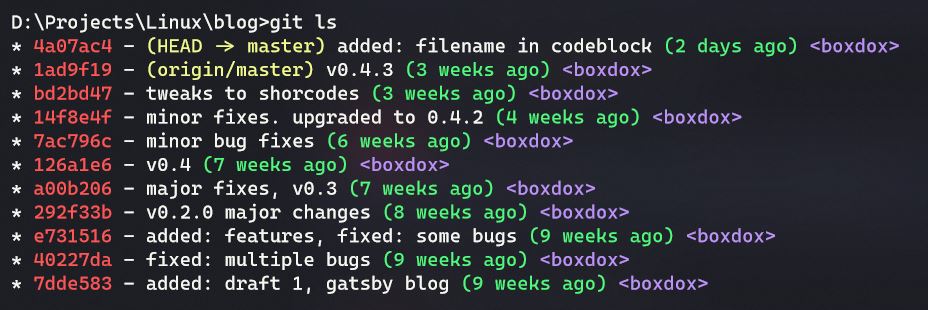 D:\Projects\Linux\blog>git ls
* 4a07ac4 - (HEAD -> master) added: filename in codeblock (2 days ago) <boxdox>
* 1ad9f19 - (origin/master) v0.4.3 (3 weeks ago) <boxdox>
* bd2bd47 - tweaks to shorcodes (3 weeks ago) <boxdox>
* 14f8e4f - minor fixes. upgraded to 0.4.2 (4 weeks ago) <boxdox>
* 7ac796c - minor bug fixes (6 weeks ago) <boxdox>
* 126a1e6 - v0.4 (7 weeks ago) <boxdox>
* a00b206 - major fixes, v0.3 (7 weeks ago) <boxdox>
* 292f33b - v0.2.0 major changes (8 weeks ago) <boxdox>
* e731516 - added: features, fixed: some bugs (9 weeks ago) <boxdox>
* 40227da - fixed: multiple bugs (9 weeks ago) <boxdox>
* 7dde583 - added: draft 1, gatsby blog (9 weeks ago) <boxdox>